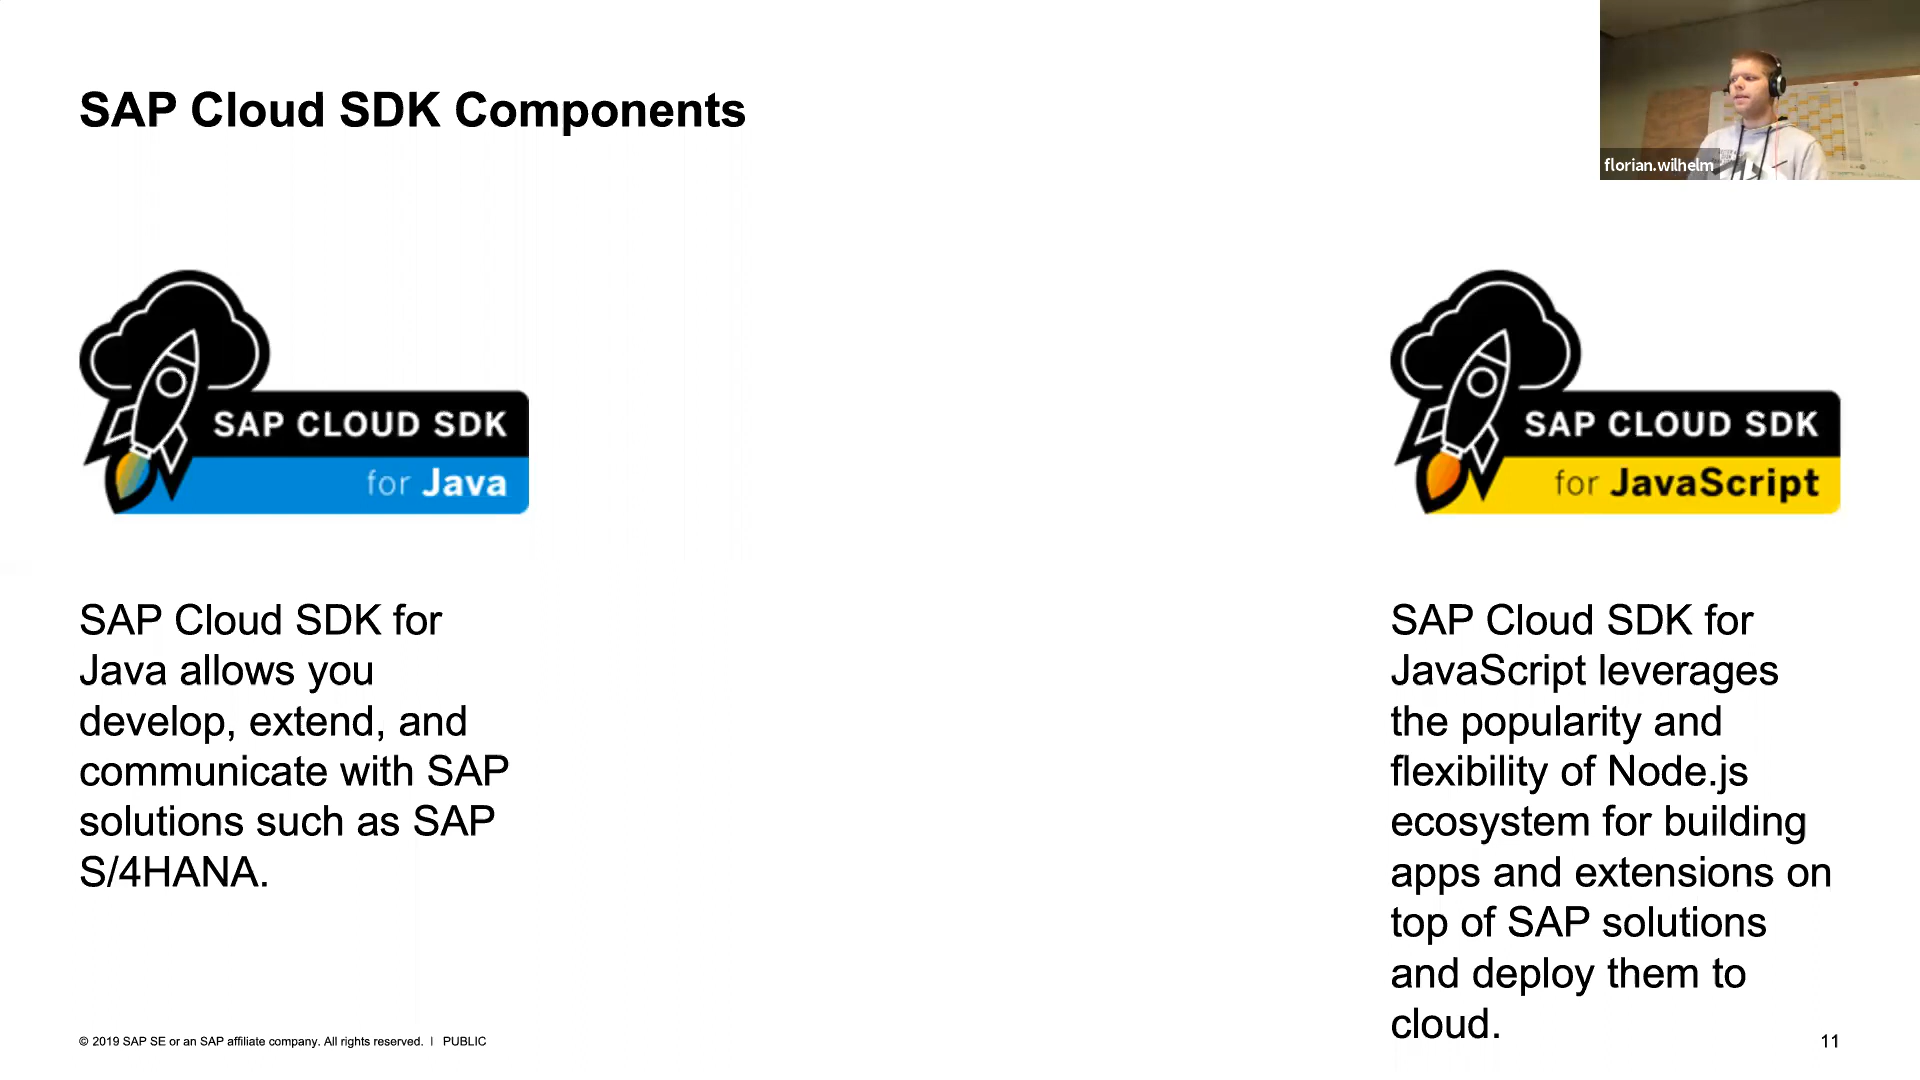 SAP Cloud SDK Components
florian.wilhelm
SAP CLOUD SDK
for Java
SAP Cloud SDK for
Java allows you
develop, extend, and
communicate with SAP
solutions such as SAP
S/4HANA.
SAP CLOUD SDK
for JavaScript
SAP Cloud SDK for
JavaScript leverages
the popularity and
flexibility of Node.js
ecosystem for building
apps and extensions on
top of SAP solutions
and deploy them to
cloud.
© 2019 SAP SE or an SAP affiliate company. All rights reserved. | PUBLIC
11